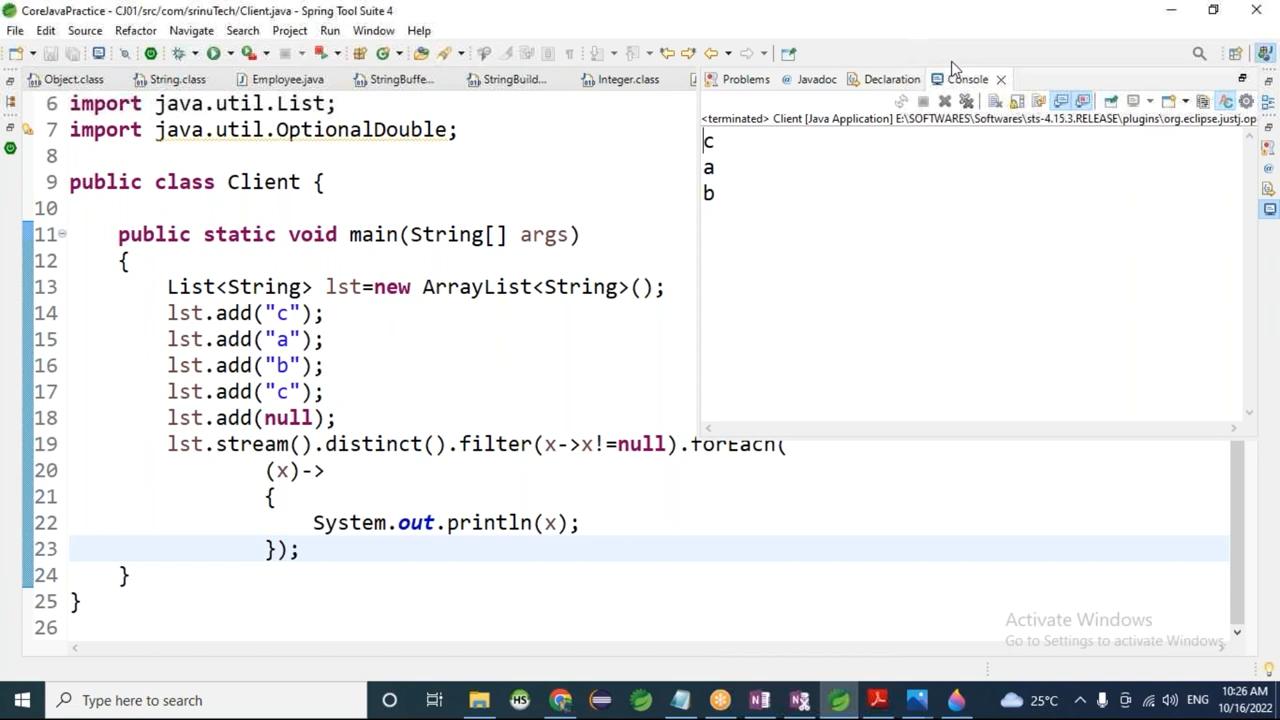 CoreJavaPractice - CJ01/src/com/srinuTech/Client.java - Spring Tool Suite 4
File Edit Source Refactor Navigate Search Project Run Window Help
Object.class String.class Employee.java StringBuffe... StringBuild... Integer.class
Problems Javadoc Declaration Console
<terminated> Client [Java Application] E:\SOFTWARES\Softwares\sts-4.15.3.RELEASE\plugins\org.eclipse.justj.op
c
a
b
6 import java.util.List;
7 import java.util.OptionalDouble;
8
9 public class Client {
10
11 public static void main(String[] args)
12 {
13 List<String> lst=new ArrayList<String>();
14 lst.add("c");
15 lst.add("a");
16 lst.add("b");
17 lst.add("c");
18 lst.add(null);
19 lst.stream().distinct().filter(x->x!=null).forEach(
20 (x)->
21 {
22 System.out.println(x);
23 });
24 }
25 }
26
Activate Windows
Go to Settings to activate Windows.
Type here to search
HS
25°C
ENG
10:26 AM
10/16/2022